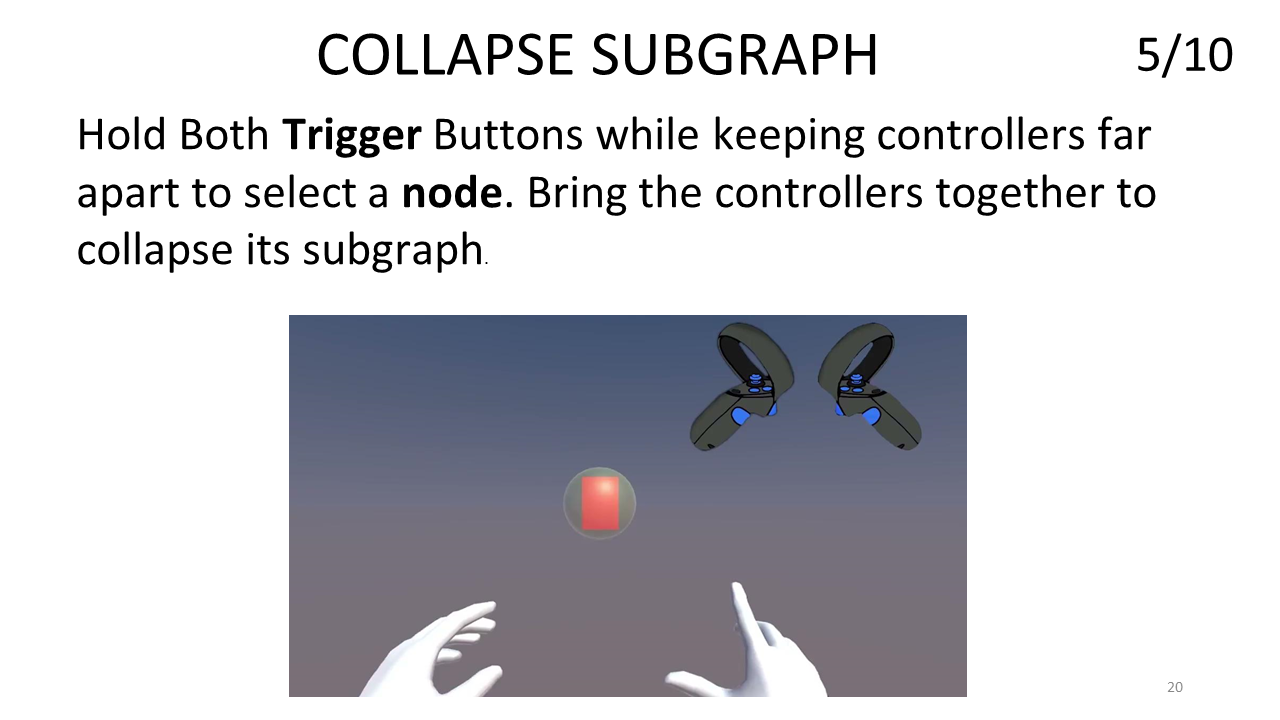 COLLAPSE SUBGRAPH
5/10
Hold Both Trigger Buttons while keeping controllers far
apart to select a node. Bring the controllers together to
collapse its subgraph.
20